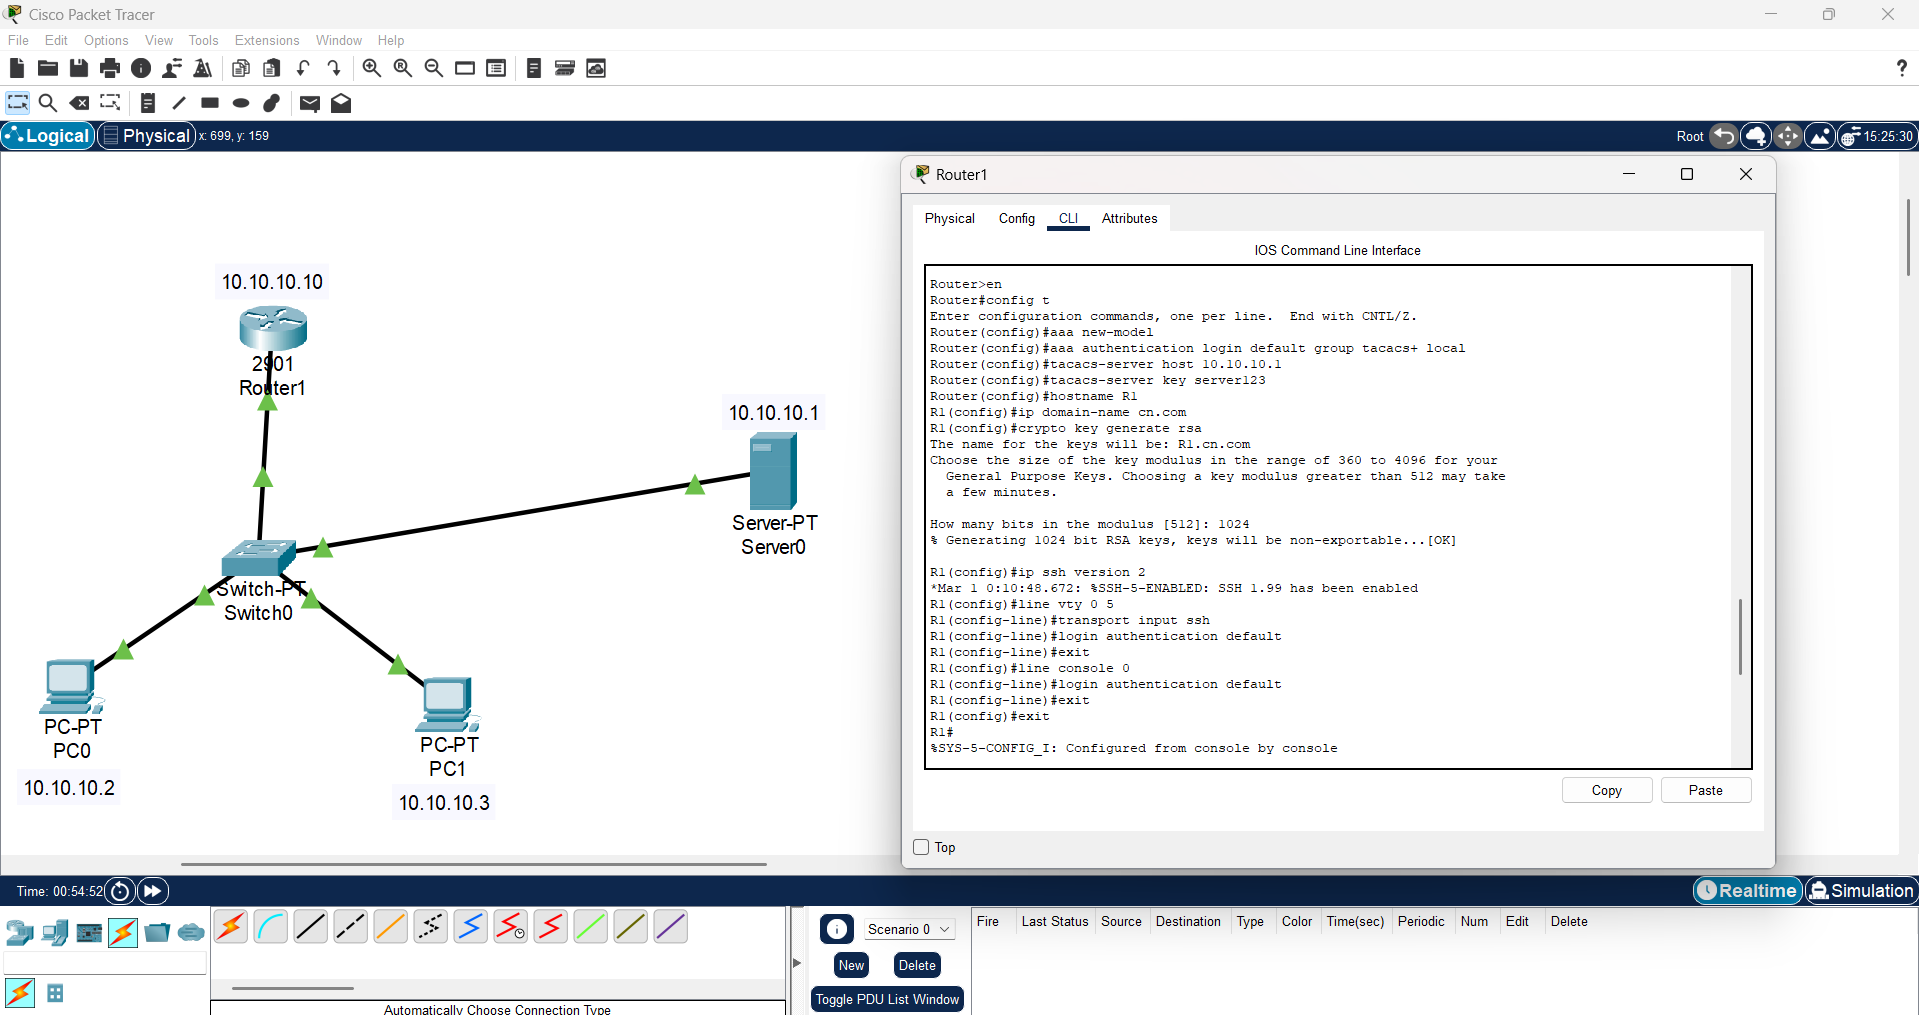 Cisco Packet Tracer
File Edit Options View Tools Extensions Window Help
?
Logical Physical x: 699, y: 159
Root 15:25:30
10.10.10.10
2901
Router1
10.10.10.1
Server-PT
Server0
Switch-PT
Switch0
PC-PT
PC0
10.10.10.2
PC-PT
PC1
10.10.10.3
Router1
Physical Config CLI Attributes
IOS Command Line Interface
Router>en
Router#config t
Enter configuration commands, one per line.  End with CNTL/Z.
Router(config)#aaa new-model
Router(config)#aaa authentication login default group tacacs+ local
Router(config)#tacacs-server host 10.10.10.1
Router(config)#tacacs-server key server123
Router(config)#hostname R1
R1(config)#ip domain-name cn.com
R1(config)#crypto key generate rsa
The name for the keys will be: R1.cn.com
Choose the size of the key modulus in the range of 360 to 4096 for your
General Purpose Keys. Choosing a key modulus greater than 512 may take
a few minutes.
How many bits in the modulus [512]: 1024
% Generating 1024 bit RSA keys, keys will be non-exportable...[OK]
R1(config)#ip ssh version 2
*Mar 1 0:10:48.672: %SSH-5-ENABLED: SSH 1.99 has been enabled
R1(config)#line vty 0 5
R1(config-line)#transport input ssh
R1(config-line)#login authentication default
R1(config-line)#exit
R1(config)#line console 0
R1(config-line)#login authentication default
R1(config-line)#exit
R1(config)#exit
R1#
%SYS-5-CONFIG_I: Configured from console by console
Copy Paste
Top
Time: 00:54:52
Realtime Simulation
Scenario 0
New Delete
Toggle PDU List Window
Fire Last Status Source Destination Type Color Time(sec) Periodic Num Edit Delete
Automatically Choose Connection Type